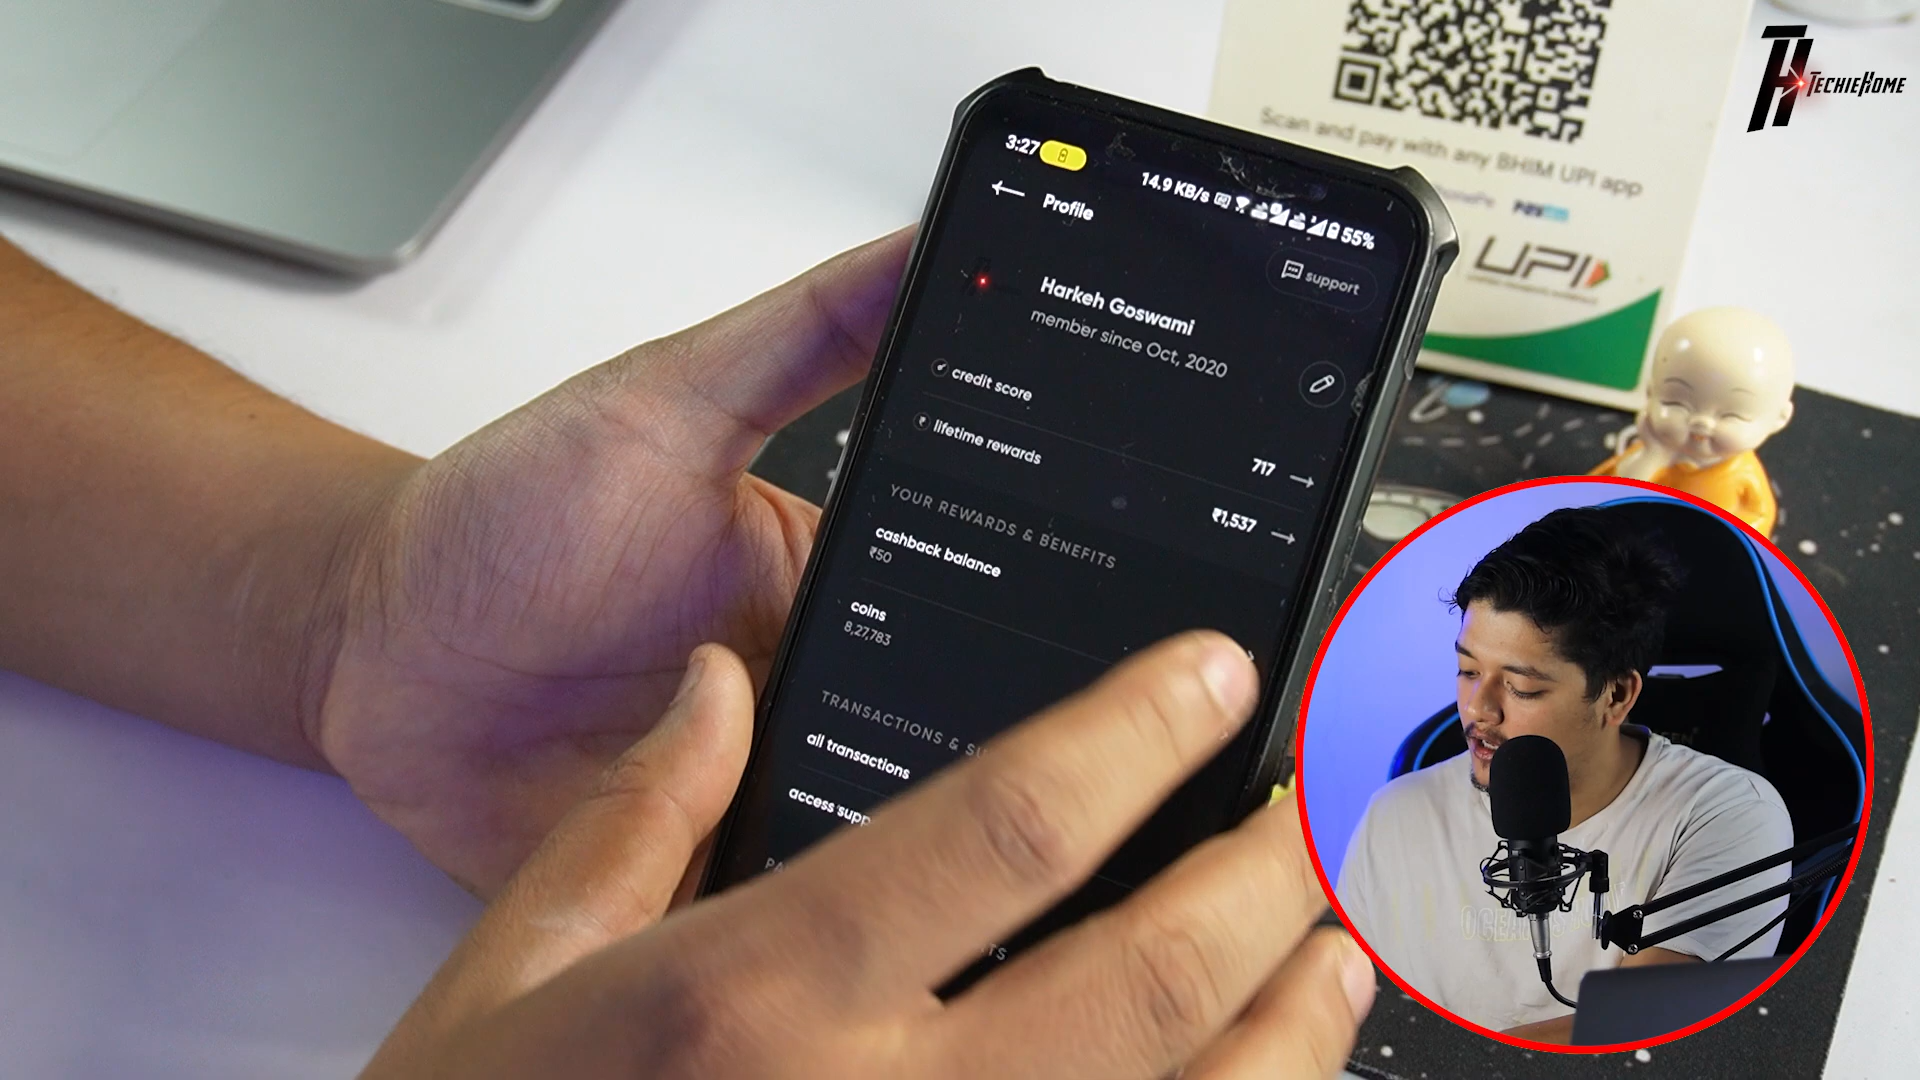 TECHIEHOME
Scan and pay with any BHIM UPI app
UPI
3:27
14.9 KB/s
55%
Profile
support
Harkeh Goswami
member since Oct, 2020
credit score
717
lifetime rewards
₹1,537
YOUR REWARDS & BENEFITS
cashback balance
₹50
coins
8,27,783
TRANSACTIONS &
all transactions
access